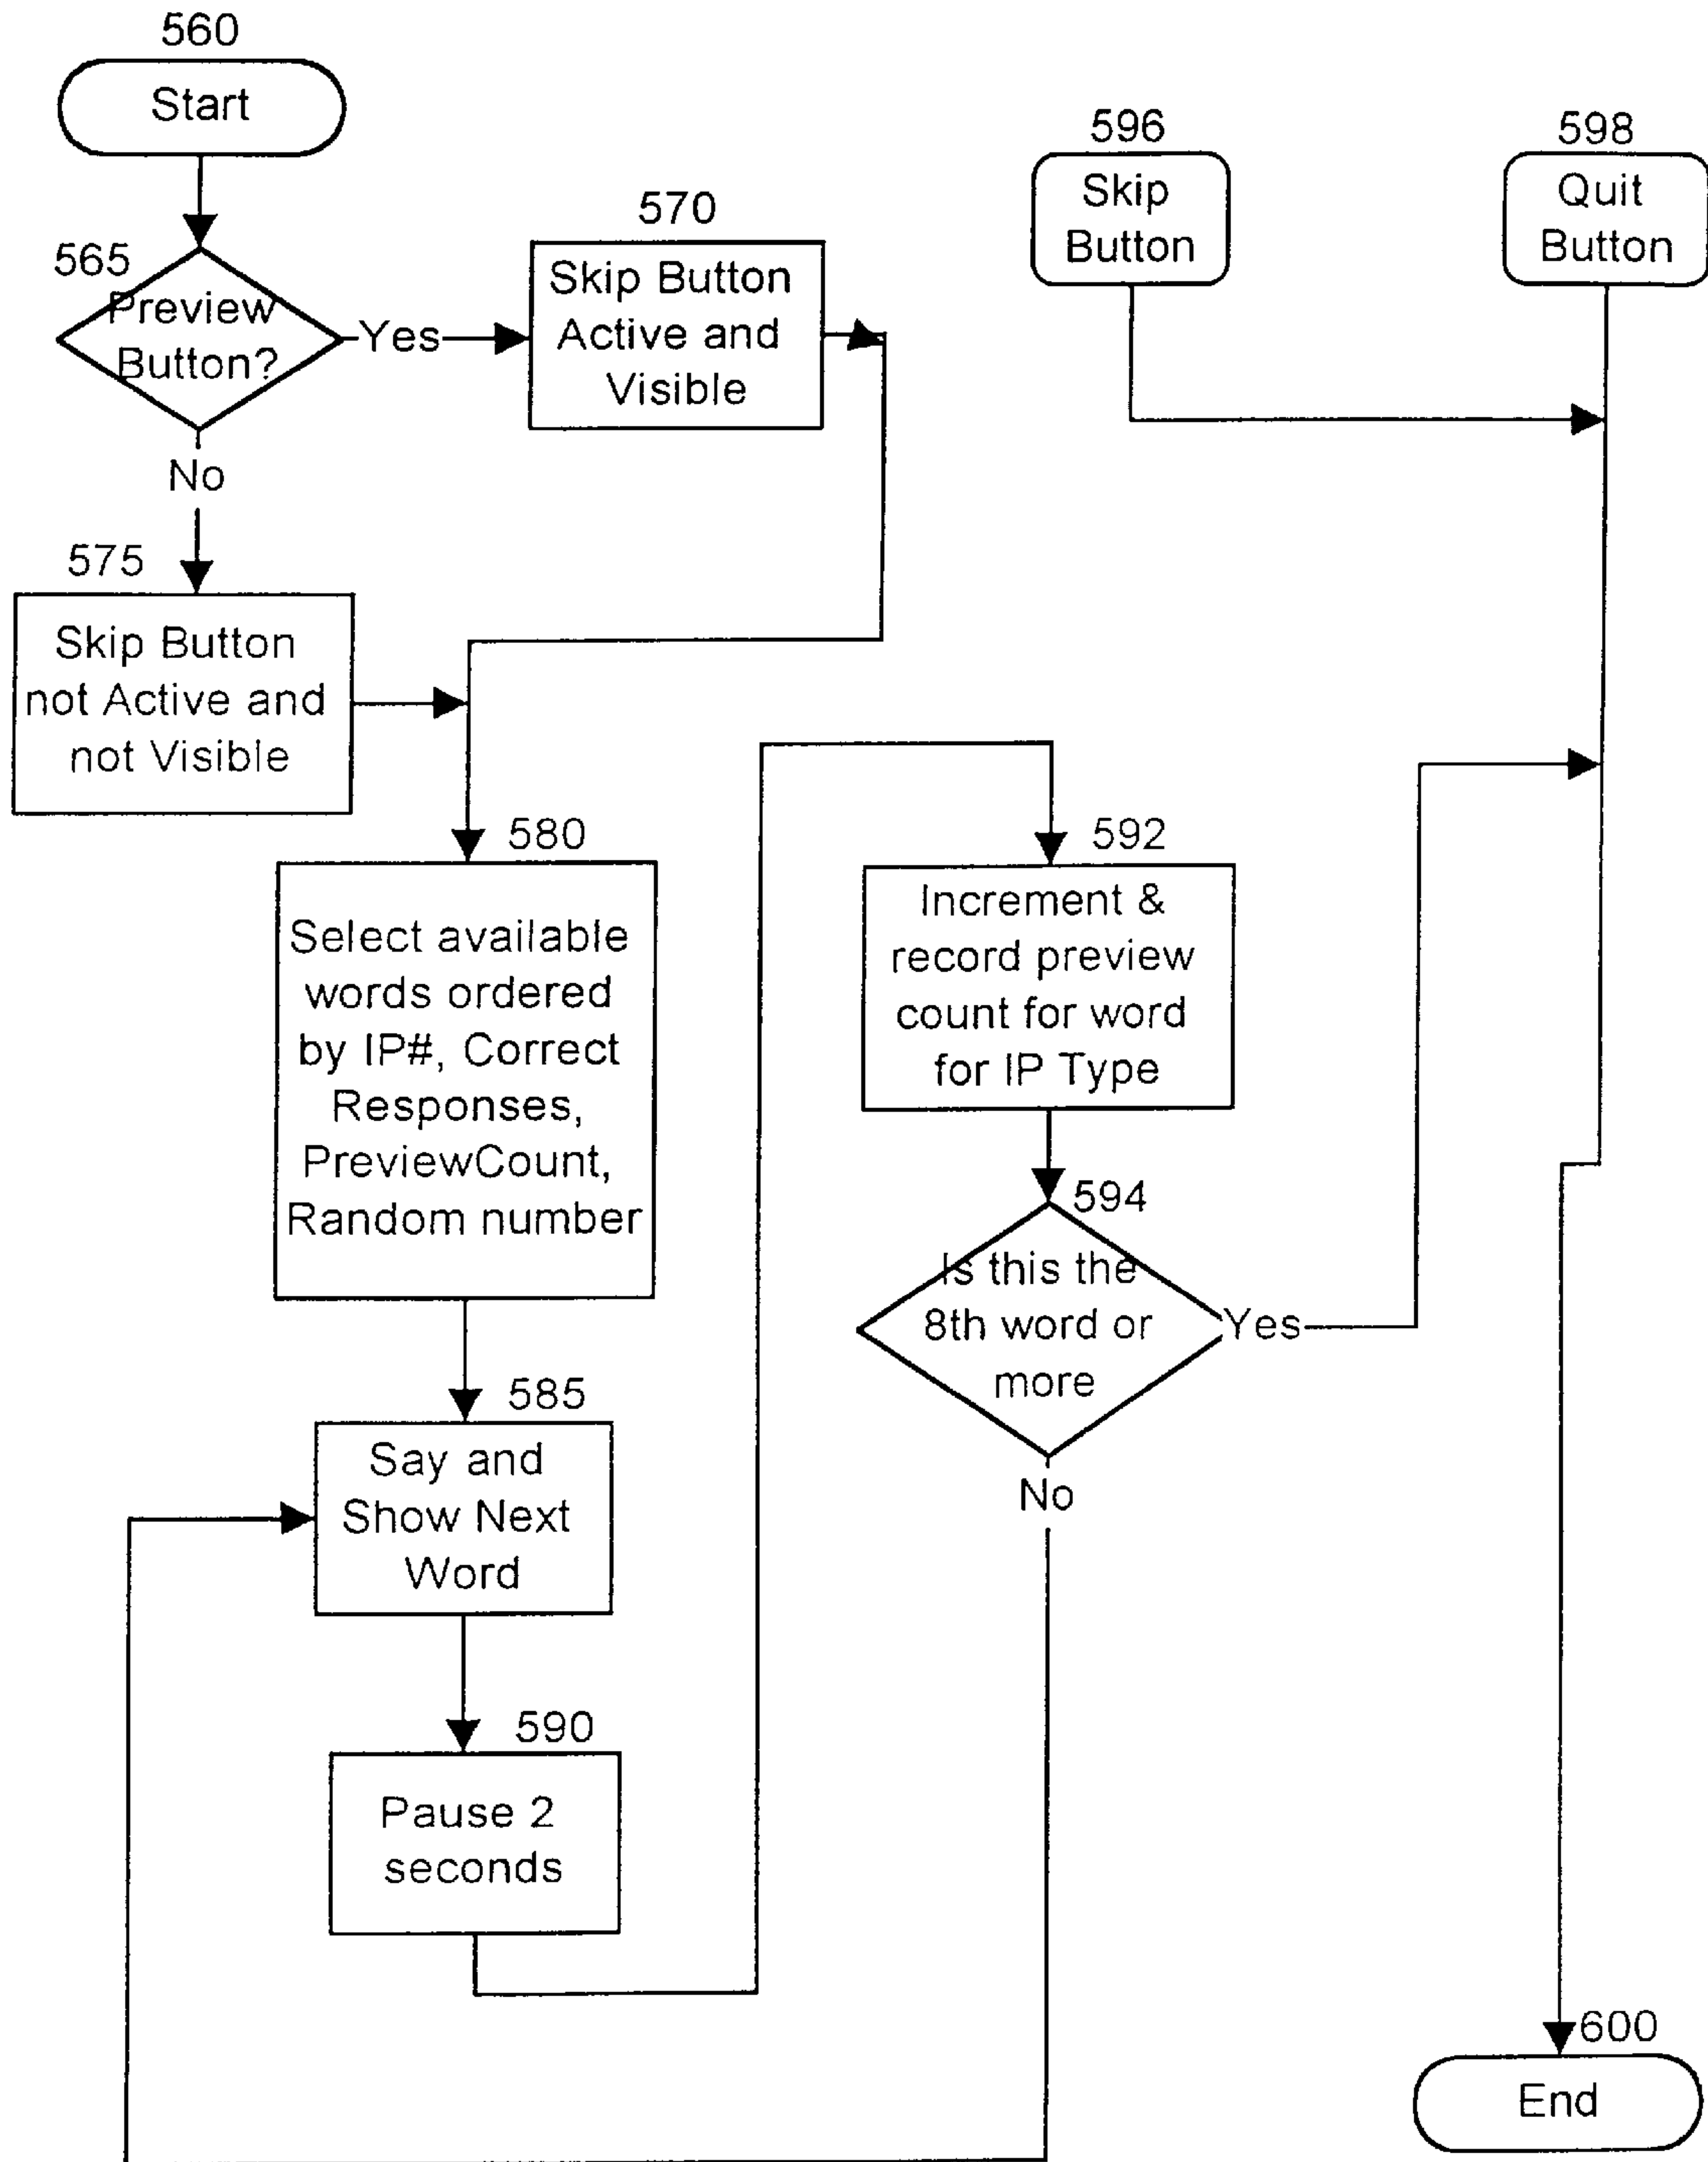 560
Start
565
Preview
Button?
Yes
No
570
Skip Button
Active and
Visible
575
Skip Button
not Active and
not Visible
580
Select available
words ordered
by IP#, Correct
Responses,
PreviewCount,
Random number
585
Say and
Show Next
Word
590
Pause 2
seconds
592
Increment &
record preview
count for word
for IP Type
594
Is this the
8th word or
more
Yes
No
596
Skip
Button
598
Quit
Button
600
End